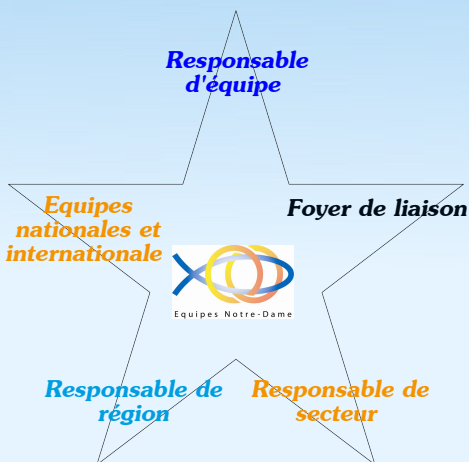 Responsable
d'équipe
Equipes
nationales et
internationale
Foyer de liaison
Equipes Notre-Dame
Responsable de
région
Responsable de
secteur